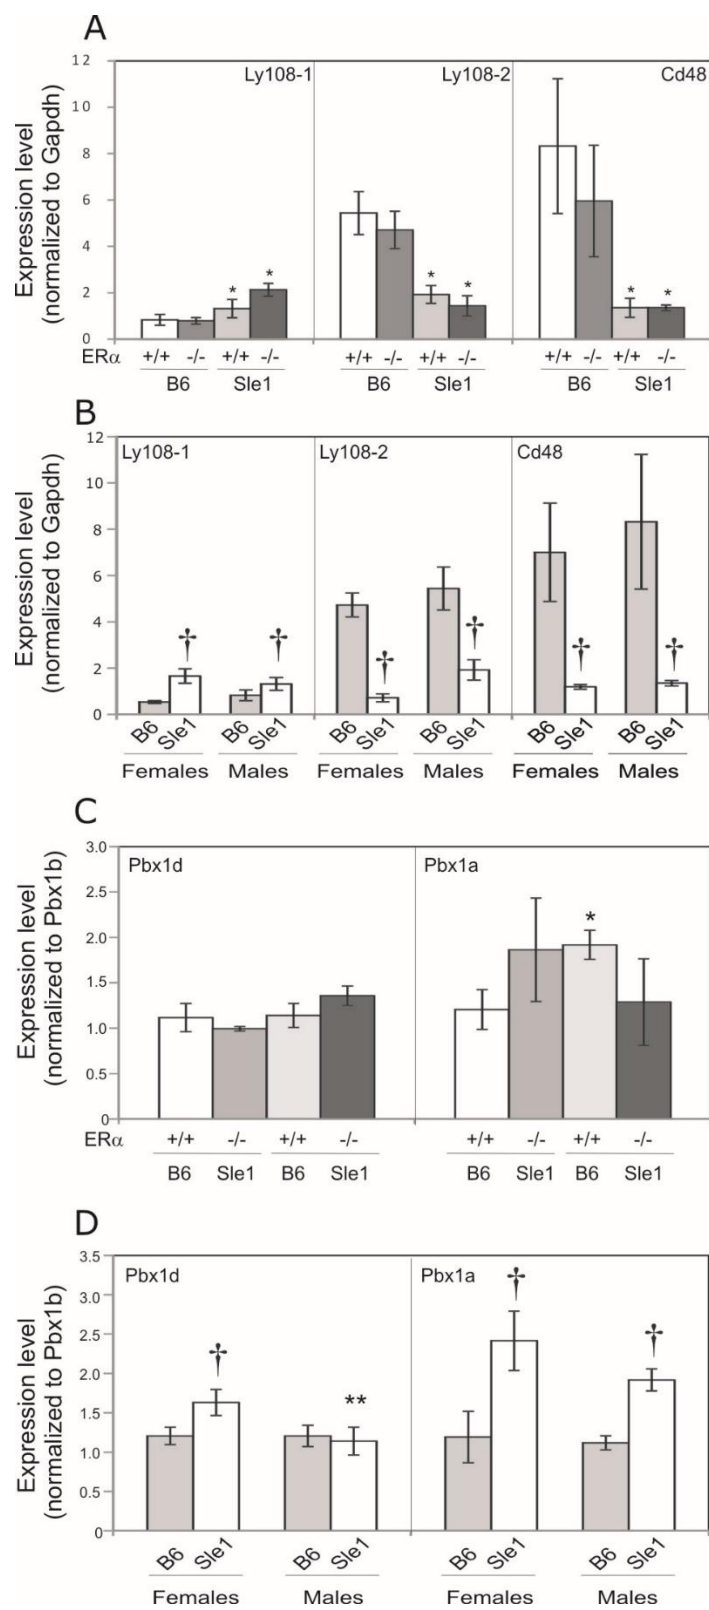 A
Expression level
(normalized to Gapdh)
12
10
8
6
4
2
0
Ly108-1
Ly108-2
Cd48
* * * * * *
ERα +/+ -/- +/+ -/- +/+ -/- +/+ -/- +/+ -/- +/+ -/-
B6 Sle1 B6 Sle1 B6 Sle1
B
Expression level
(normalized to Gapdh)
12
10
8
6
4
2
0
Ly108-1
Ly108-2
Cd48
† † † † † †
B6 Sle1 B6 Sle1 B6 Sle1 B6 Sle1 B6 Sle1 B6 Sle1
Females Males Females Males Females Males
C
Expression level
(normalized to Pbx1b)
3.0
2.5
2.0
1.5
1.0
0.5
0
Pbx1d
Pbx1a
*
ERα +/+ -/- +/+ -/- +/+ -/- +/+ -/-
B6 Sle1 B6 Sle1 B6 Sle1 B6 Sle1
D
Expression level
(normalized to Pbx1b)
3.5
3.0
2.5
2.0
1.5
1.0
0.5
0
Pbx1d
Pbx1a
† ** † †
B6 Sle1 B6 Sle1 B6 Sle1 B6 Sle1
Females Males Females Males